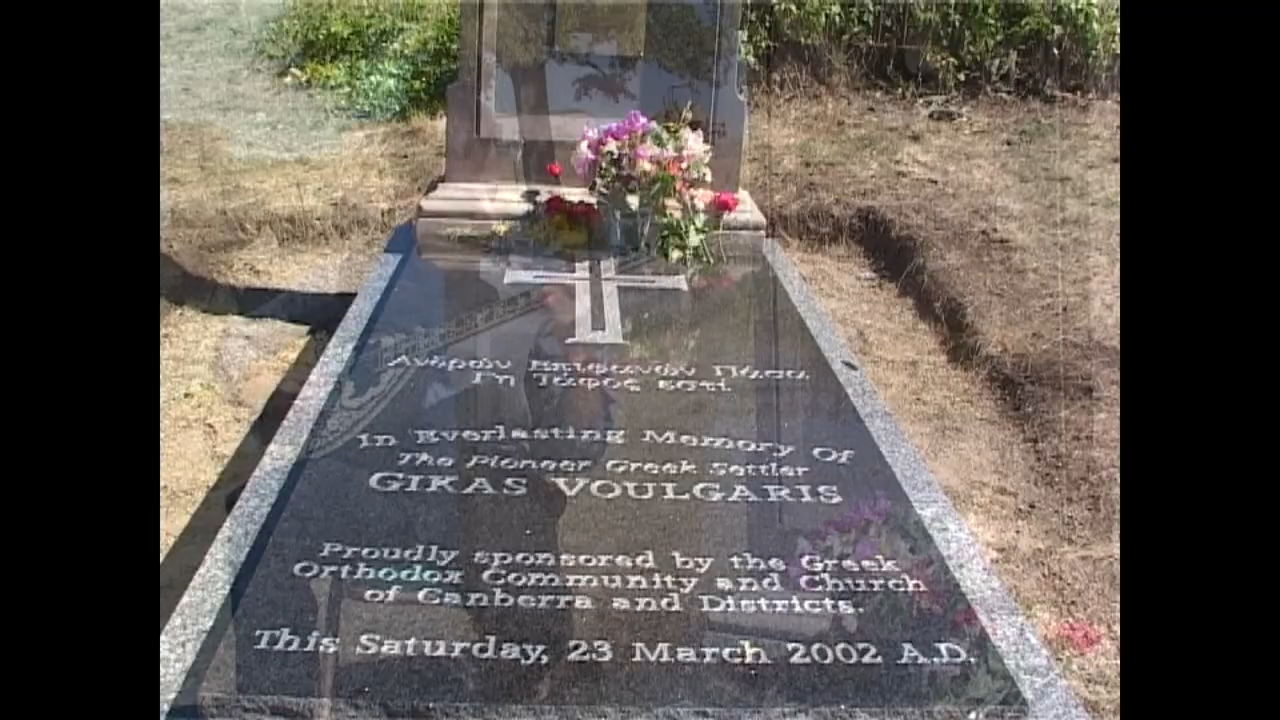 Ανδρών Επιφανών Πάσα
Γη Τάφος εστί
In Everlasting Memory Of
The Pioneer Greek Settler
GIKAS VOULGARIS
Proudly sponsored by the Greek
Orthodox Community and Church
of Canberra and Districts.
This Saturday, 23 March 2002 A.D.